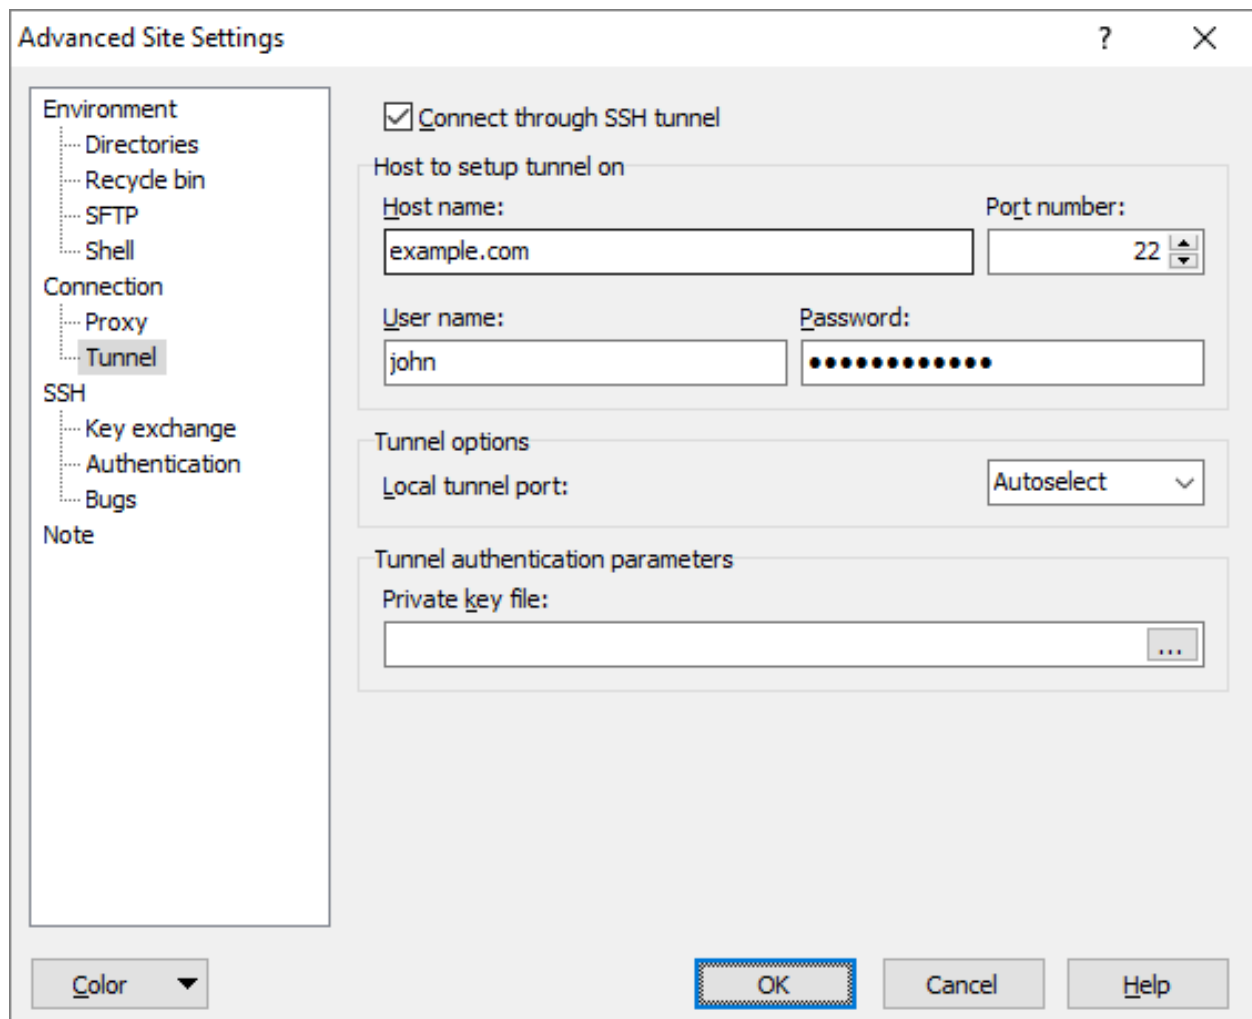 Advanced Site Settings
Environment
Directories
Recycle bin
SFTP
Shell
Connection
Proxy
Tunnel
SSH
Key exchange
Authentication
Bugs
Note
Connect through SSH tunnel
Host to setup tunnel on
Host name: Port number:
example.com 22
User name: Password:
john ●●●●●●●●●●●●
Tunnel options
Local tunnel port: Autoselect
Tunnel authentication parameters
Private key file:
...
Color OK Cancel Help